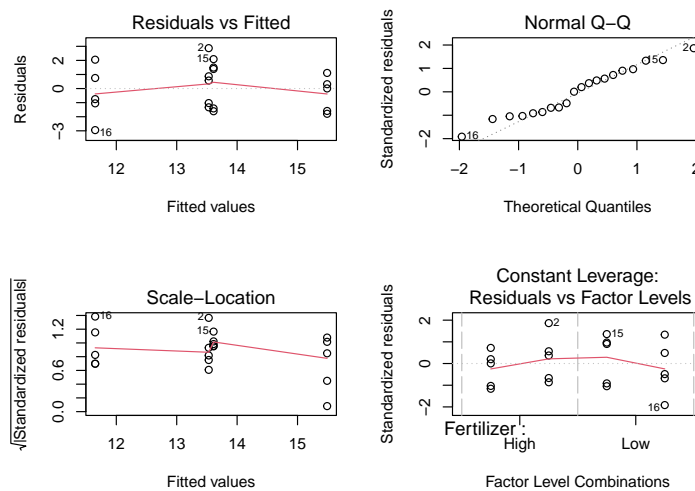 Residuals vs Fitted
Residuals
2
0
−3
2
15
16
12
13
14
15
Fitted values
Normal Q−Q
Standardized residuals
2
1
0
−2
15
2
16
−2
−1
0
1
2
Theoretical Quantiles
Scale−Location
√|Standardized residuals|
1.2
0.6
0.0
16
2
15
12
13
14
15
Fitted values
Constant Leverage:
Residuals vs Factor Levels
Standardized residuals
2
0
−2
2
15
16
Fertilizer :
High
Low
Factor Level Combinations